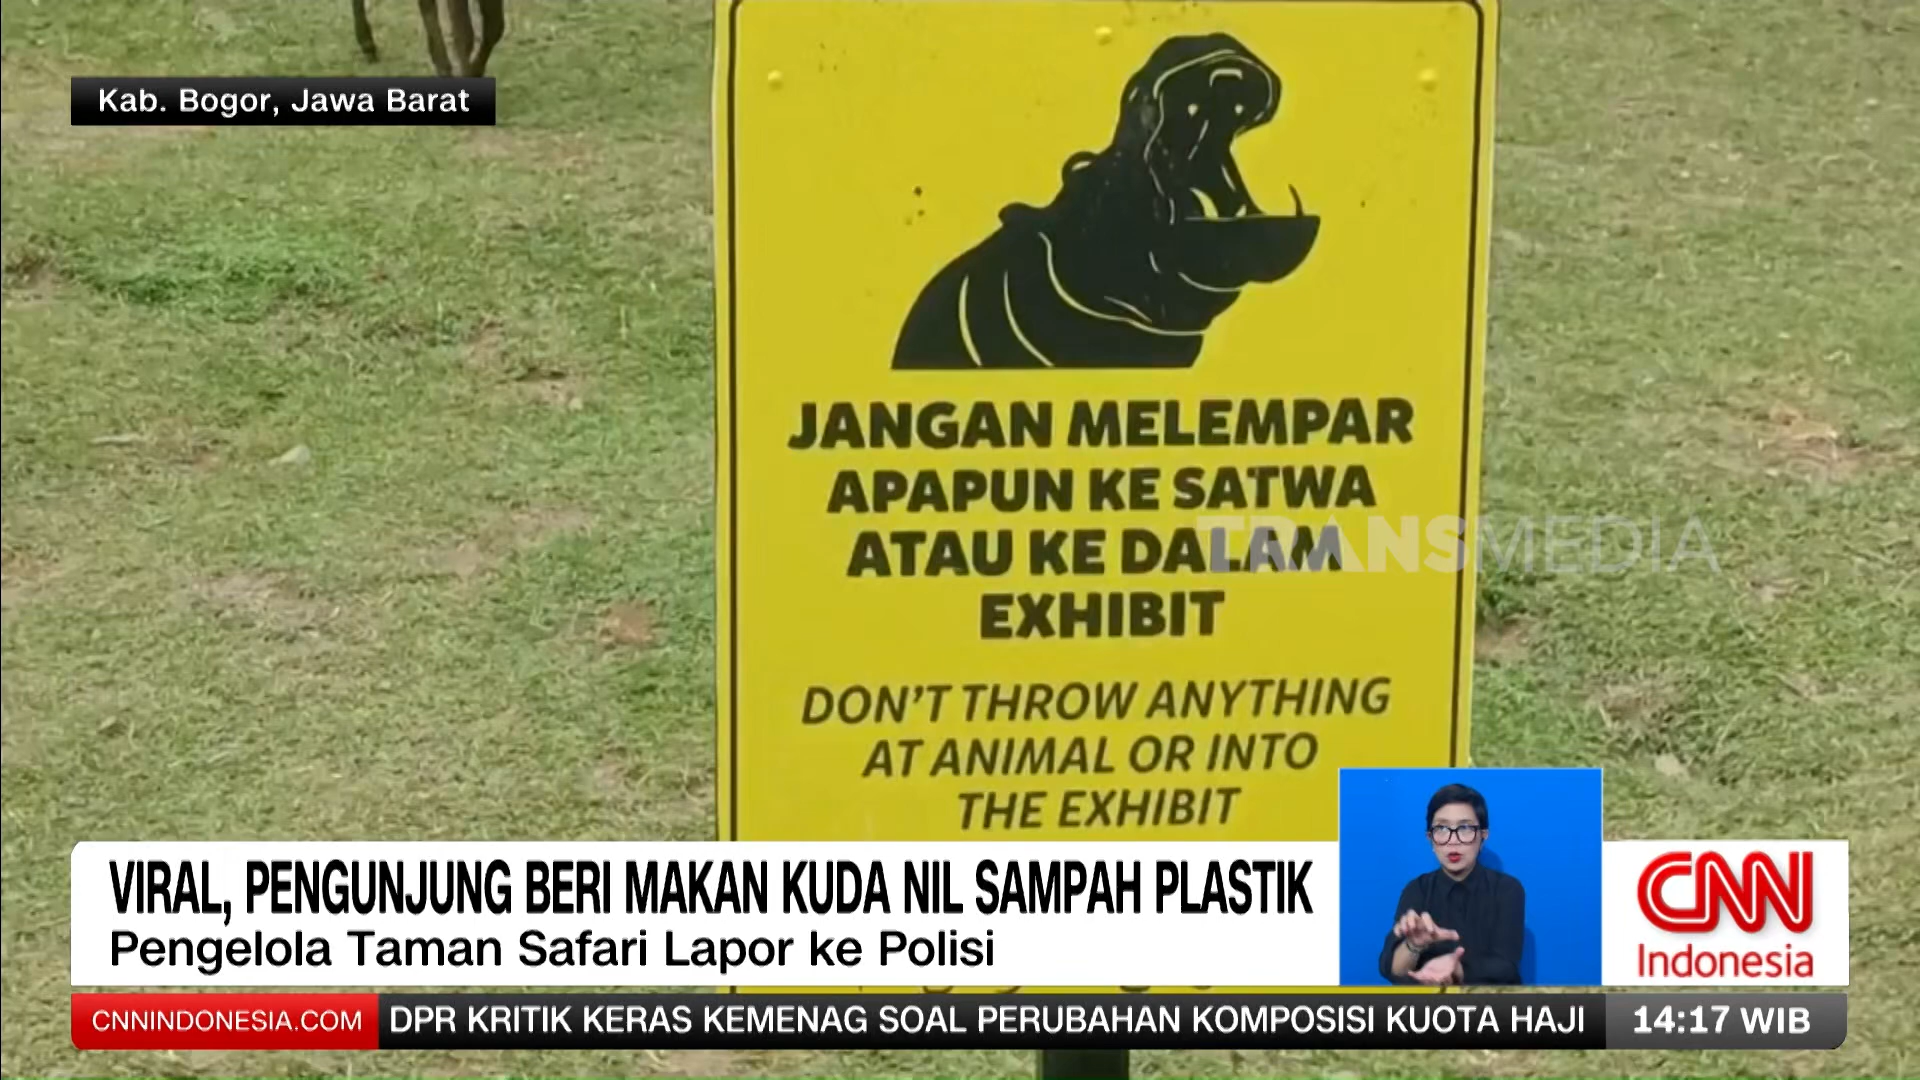 Kab. Bogor, Jawa Barat
JANGAN MELEMPAR
APAPUN KE SATWA
ATAU KE DALAM
EXHIBIT
TRANSMEDIA
DON'T THROW ANYTHING
AT ANIMAL OR INTO
THE EXHIBIT
VIRAL, PENGUNJUNG BERI MAKAN KUDA NIL SAMPAH PLASTIK
Pengelola Taman Safari Lapor ke Polisi
CNN
Indonesia
CNNINDONESIA.COM
DPR KRITIK KERAS KEMENAG SOAL PERUBAHAN KOMPOSISI KUOTA HAJI
14:17 WIB